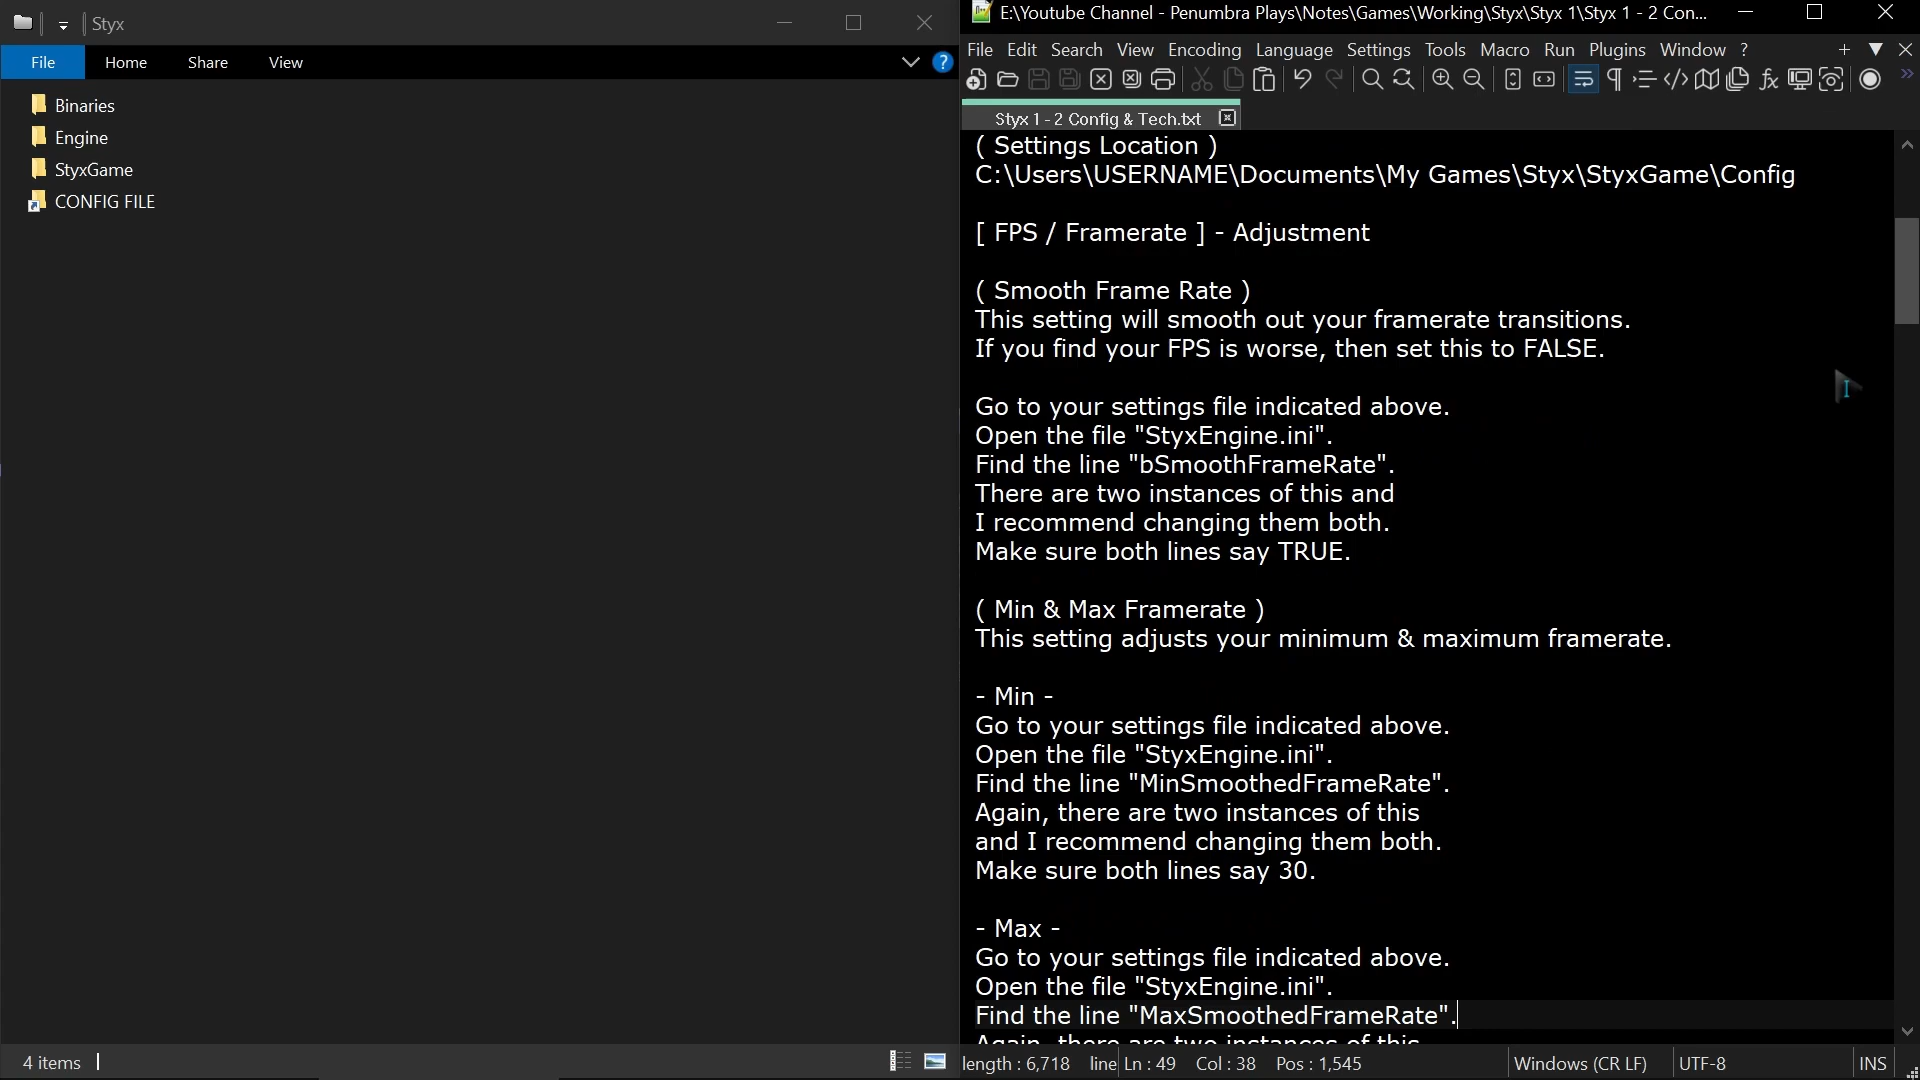 Styx
File Home Share View
Binaries
Engine
StyxGame
CONFIG FILE
4 items
E:\Youtube Channel - Penumbra Plays\Notes\Games\Working\Styx\Styx 1\Styx 1 - 2 Con...
File Edit Search View Encoding Language Settings Tools Macro Run Plugins Window ?
Styx 1 - 2 Config & Tech.txt
( Settings Location )
C:\Users\USERNAME\Documents\My Games\Styx\StyxGame\Config
[ FPS / Framerate ] - Adjustment
( Smooth Frame Rate )
This setting will smooth out your framerate transitions.
If you find your FPS is worse, then set this to FALSE.
Go to your settings file indicated above.
Open the file "StyxEngine.ini".
Find the line "bSmoothFrameRate".
There are two instances of this and
I recommend changing them both.
Make sure both lines say TRUE.
( Min & Max Framerate )
This setting adjusts your minimum & maximum framerate.
- Min -
Go to your settings file indicated above.
Open the file "StyxEngine.ini".
Find the line "MinSmoothedFrameRate".
Again, there are two instances of this
and I recommend changing them both.
Make sure both lines say 30.
- Max -
Go to your settings file indicated above.
Open the file "StyxEngine.ini".
Find the line "MaxSmoothedFrameRate".
Again, there are two instances of this
length : 6,718 line Ln : 49 Col : 38 Pos : 1,545 Windows (CR LF) UTF-8 INS